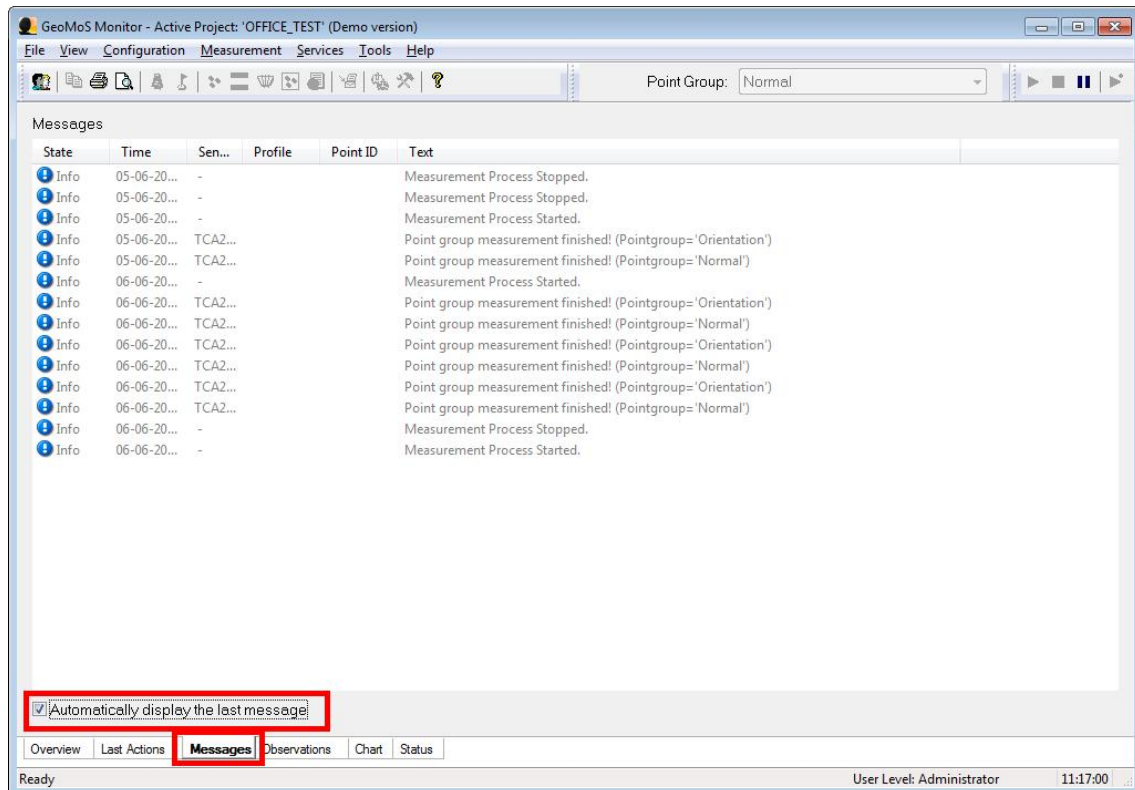 GeoMoS Monitor - Active Project: 'OFFICE_TEST' (Demo version)
File View Configuration Measurement Services Tools Help
Point Group: Normal
Messages
State Time Sen... Profile Point ID Text
Info 05-06-20... - Measurement Process Stopped.
Info 05-06-20... - Measurement Process Stopped.
Info 05-06-20... - Measurement Process Started.
Info 05-06-20... TCA2... Point group measurement finished! (Pointgroup='Orientation')
Info 05-06-20... TCA2... Point group measurement finished! (Pointgroup='Normal')
Info 06-06-20... - Measurement Process Started.
Info 06-06-20... TCA2... Point group measurement finished! (Pointgroup='Orientation')
Info 06-06-20... TCA2... Point group measurement finished! (Pointgroup='Normal')
Info 06-06-20... TCA2... Point group measurement finished! (Pointgroup='Orientation')
Info 06-06-20... TCA2... Point group measurement finished! (Pointgroup='Normal')
Info 06-06-20... TCA2... Point group measurement finished! (Pointgroup='Orientation')
Info 06-06-20... TCA2... Point group measurement finished! (Pointgroup='Normal')
Info 06-06-20... - Measurement Process Stopped.
Info 06-06-20... - Measurement Process Started.
Automatically display the last message
Overview Last Actions Messages Observations Chart Status
Ready User Level: Administrator 11:17:00